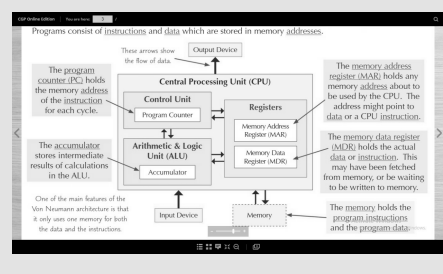 CGP Online Edition
You are here: 3 /
Programs consist of instructions and data which are stored in memory addresses.
These arrows show
the flow of data.
Output Device
The program
counter (PC) holds
the memory address
of the instruction
for each cycle.
Central Processing Unit (CPU)
Control Unit
Program Counter
Registers
Memory Address
Register (MAR)
Memory Data
Register (MDR)
Arithmetic & Logic
Unit (ALU)
Accumulator
The accumulator
stores intermediate
results of calculations
in the ALU.
The memory address
register (MAR) holds any
memory address about to
be used by the CPU. The
address might point to
data or a CPU instruction.
The memory data register
(MDR) holds the actual
data or instruction. This
may have been fetched
from memory, or be waiting
to be written to memory.
One of the main features of the
Von Neumann architecture is that
it only uses one memory for both
the data and the instructions.
Input Device
Memory
The memory holds the
program instructions
and the program data.